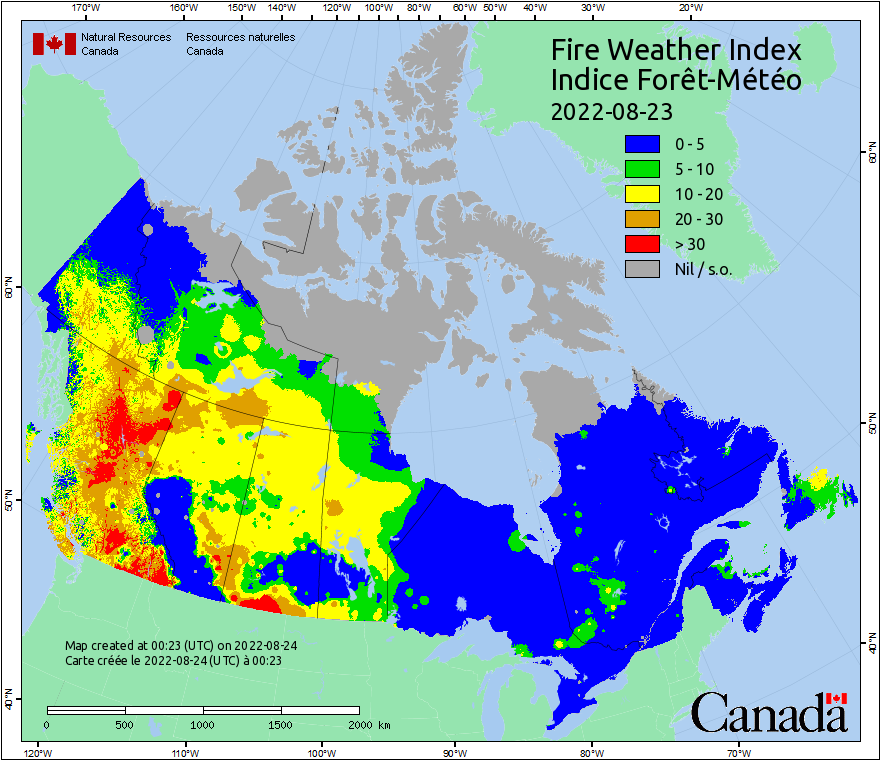 170°W 160°W 150°W 140°W 120°W 100°W 80°W 60°W 50°W 40°W 30°W 20°W
Natural Resources Ressources naturelles
Canada Canada
Fire Weather Index
Indice Forêt-Météo
2022-08-23
0 - 5
5 - 10
10 - 20
20 - 30
> 30
Nil / s.o.
60°N
60°N
50°N
50°N
40°N
40°N
Map created at 00:23 (UTC) on 2022-08-24
Carte créée le 2022-08-24 (UTC) à 00:23
0 500 1000 1500 2000 km
Canada
120°W 110°W 100°W 90°W 80°W 70°W